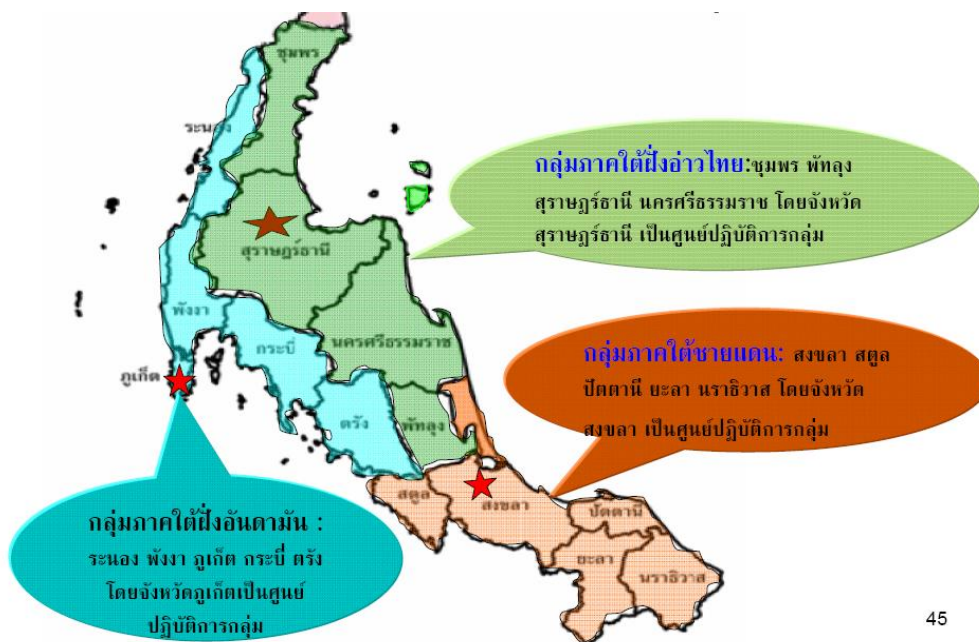 ชุมพร
ระนอง
สุราษฎร์ธานี
พังงา
กระบี่
นครศรีธรรมราช
ภูเก็ต
ตรัง
พัทลุง
สตูล
สงขลา
ปัตตานี
ยะลา
นราธิวาส
กลุ่มภาคใต้ฝั่งอ่าวไทย:ชุมพร พัทลุง
สุราษฎร์ธานี นครศรีธรรมราช โดยจังหวัด
สุราษฎร์ธานี เป็นศูนย์ปฏิบัติการกลุ่ม
กลุ่มภาคใต้ชายแดน: สงขลา สตูล
ปัตตานี ยะลา นราธิวาส โดยจังหวัด
สงขลา เป็นศูนย์ปฏิบัติการกลุ่ม
กลุ่มภาคใต้ฝั่งอันดามัน :
ระนอง พังงา ภูเก็ต กระบี่ ตรัง
โดยจังหวัดภูเก็ตเป็นศูนย์
ปฏิบัติการกลุ่ม
45